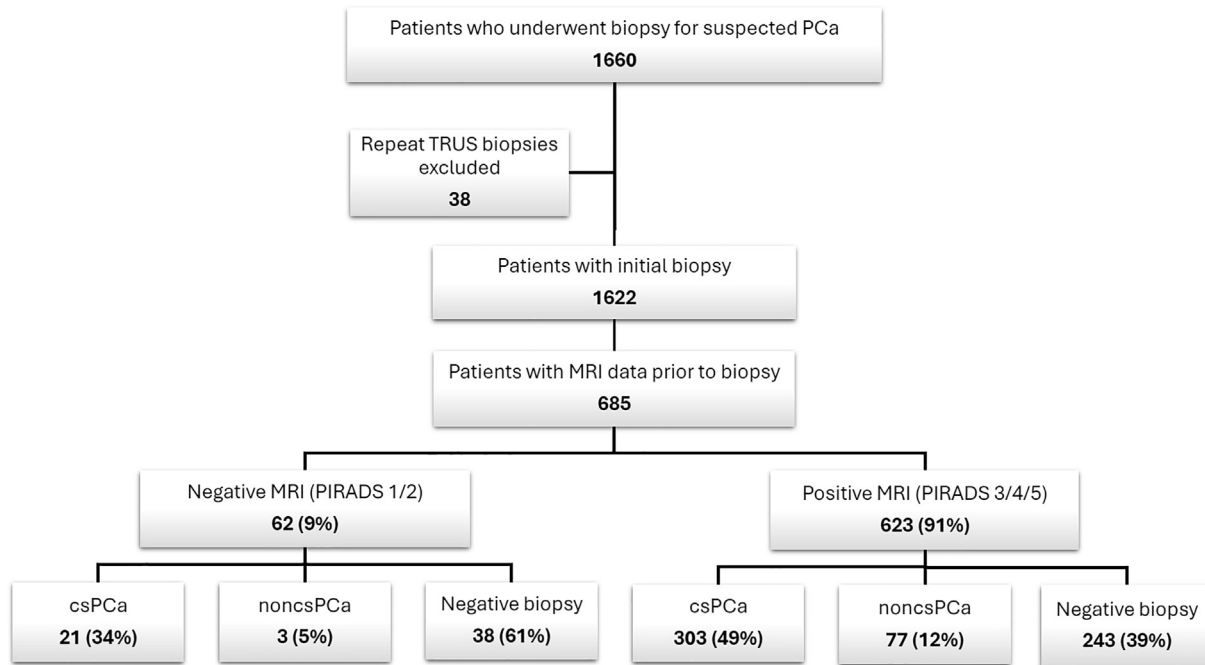 Patients who underwent biopsy for suspected PCa
1660
Repeat TRUS biopsies
excluded
38
Patients with initial biopsy
1622
Patients with MRI data prior to biopsy
685
Negative MRI (PIRADS 1/2)
62 (9%)
Positive MRI (PIRADS 3/4/5)
623 (91%)
csPCa
21 (34%)
noncsPCa
3 (5%)
Negative biopsy
38 (61%)
csPCa
303 (49%)
noncsPCa
77 (12%)
Negative biopsy
243 (39%)